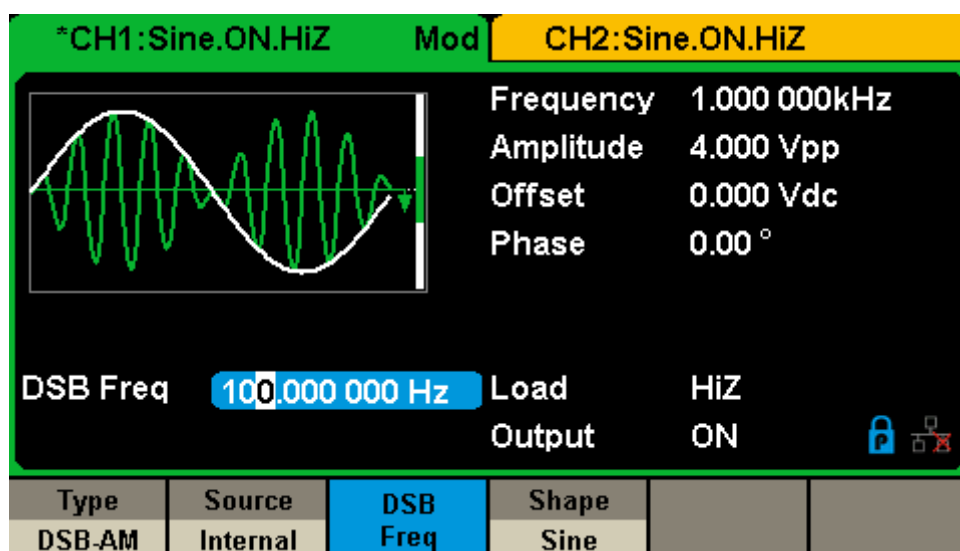 *CH1:Sine.ON.HiZ Mod CH2:Sine.ON.HiZ
Frequency 1.000 000kHz
Amplitude 4.000 Vpp
Offset 0.000 Vdc
Phase 0.00 °
DSB Freq 100.000 000 Hz Load HiZ
Output ON P
Type Source DSB Freq Shape
DSB-AM Internal Sine